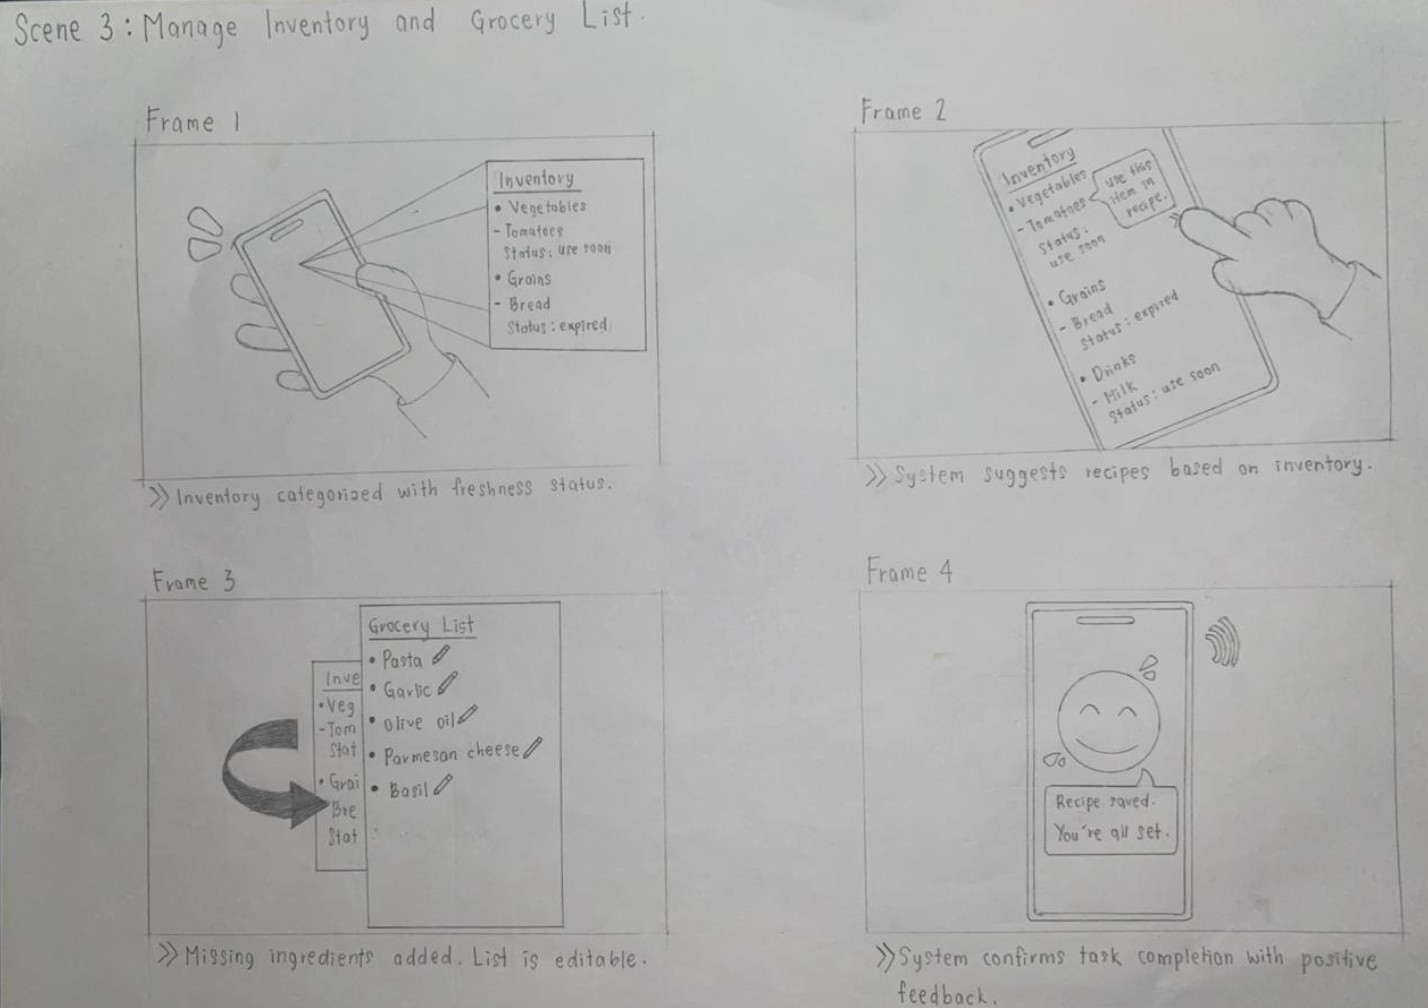 Scene 3: Manage Inventory and Grocery List.
Frame 1
Inventory
• Vegetables
- Tomatoes
Status: use soon
• Grains
- Bread
Status: expired
>> Inventory categorized with freshness status.
Frame 2
Inventory
• Vegetables
- Tomatoes
Status:
use soon
use this
item in
recipe.
• Grains
- Bread
Status: expired
• Drinks
- Milk
Status: use soon
>> System suggests recipes based on inventory.
Frame 3
Inve
• Veg
- Tom
Stat
• Grai
Bre
Stat
Grocery List
• Pasta
• Garlic
• Olive oil
• Parmesan cheese
• Basil
>> Missing ingredients added. List is editable.
Frame 4
Recipe saved.
You're all set.
>> System confirms task completion with positive
feedback.